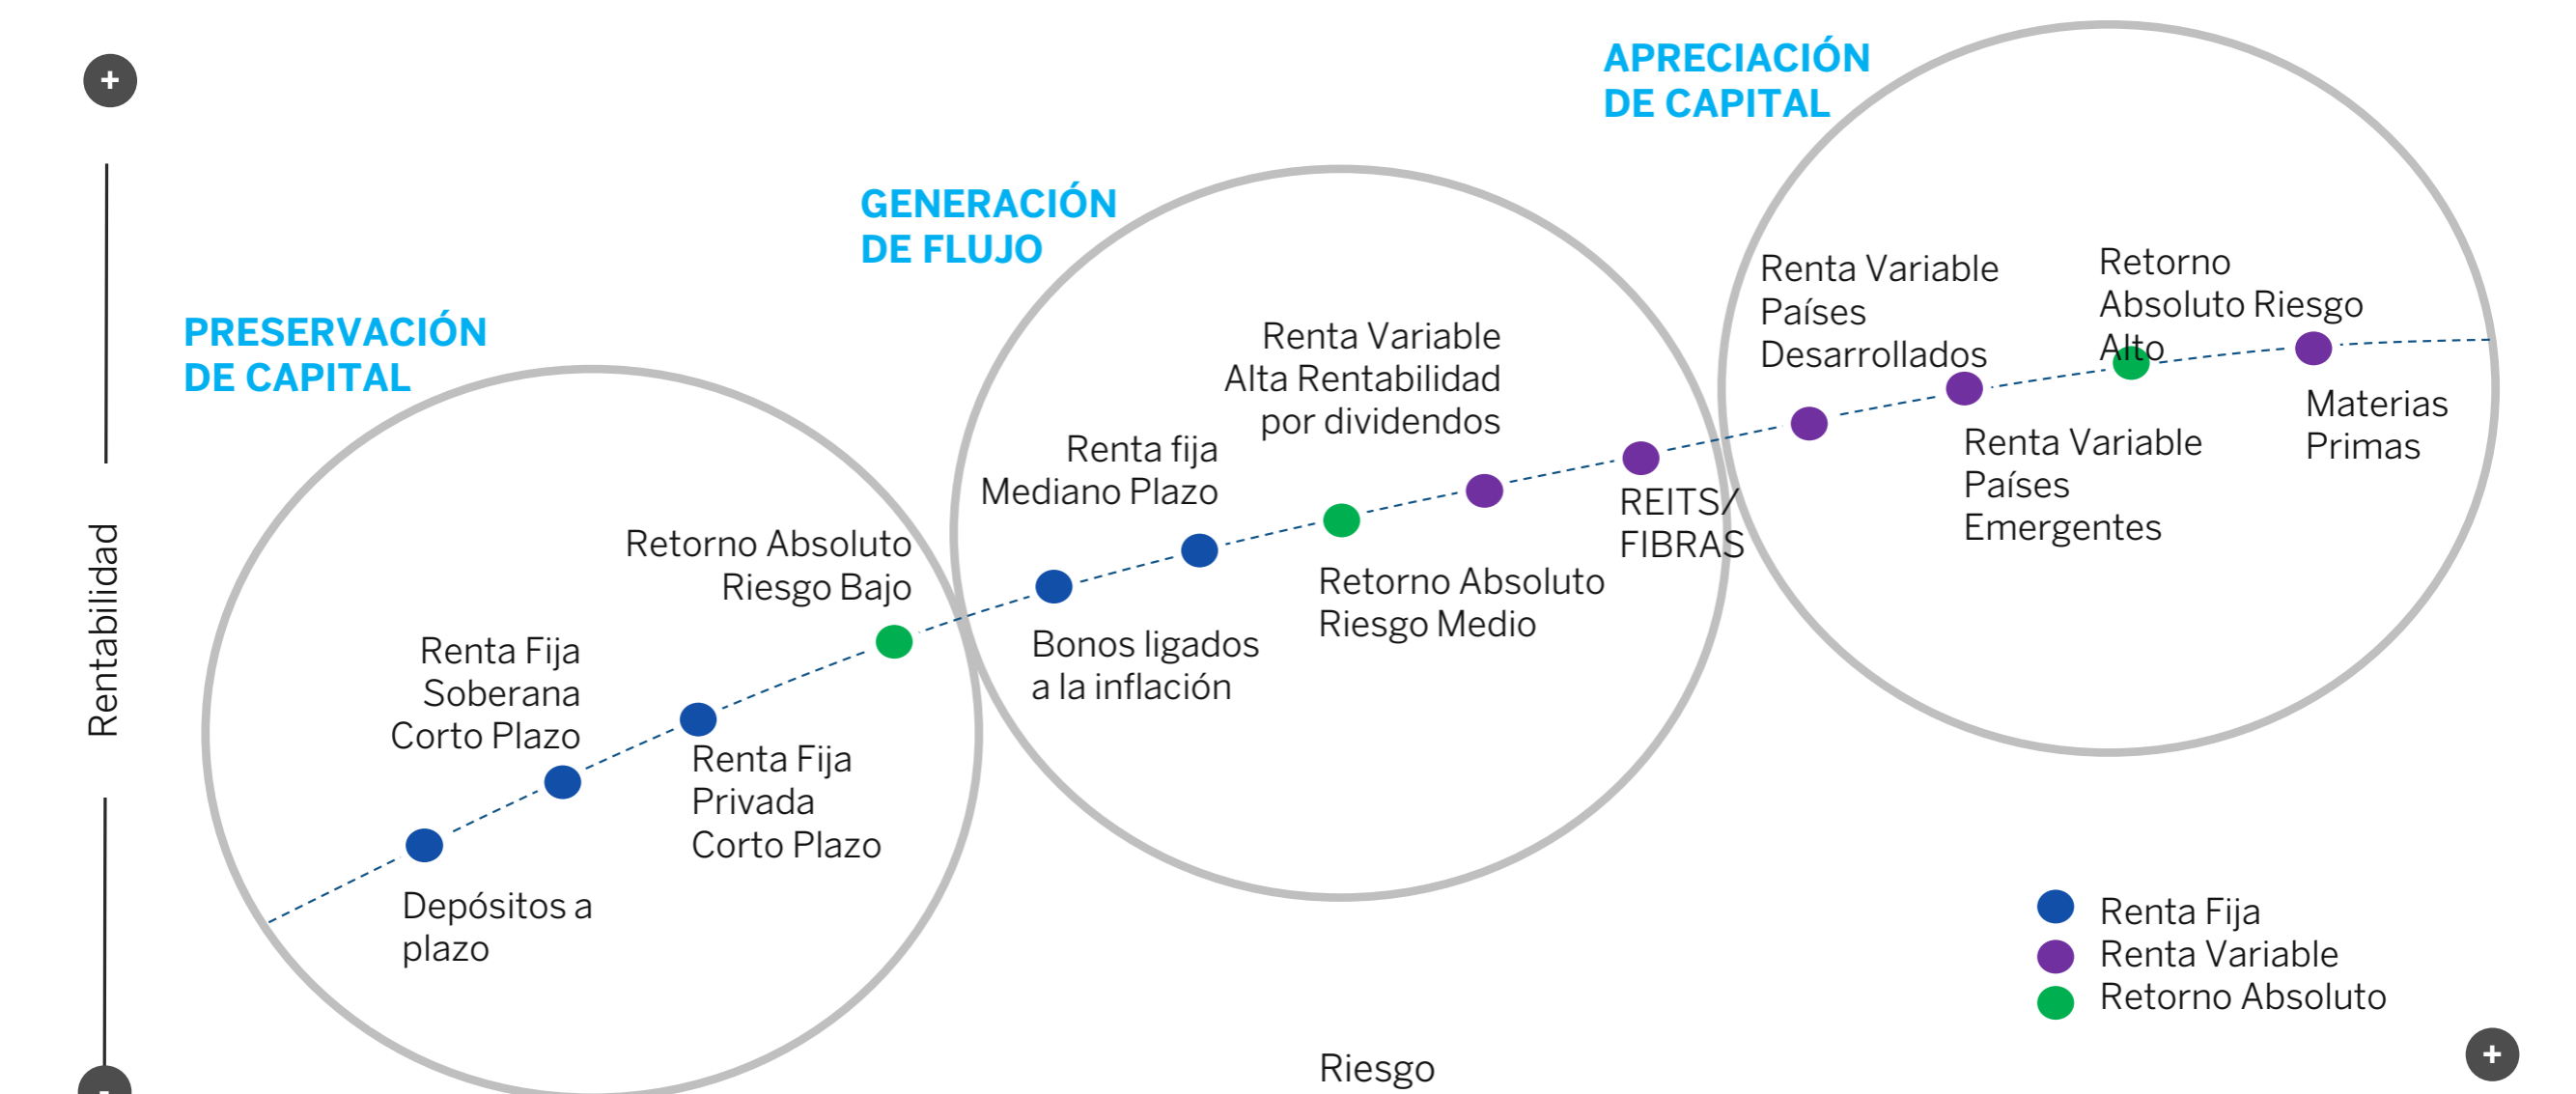 +
APRECIACIÓN
DE CAPITAL
GENERACIÓN
DE FLUJO
PRESERVACIÓN
DE CAPITAL
Rentabilidad
Depósitos a
plazo
Renta Fija
Soberana
Corto Plazo
Renta Fija
Privada
Corto Plazo
Retorno Absoluto
Riesgo Bajo
Bonos ligados
a la inflación
Renta fija
Mediano Plazo
Retorno Absoluto
Riesgo Medio
Renta Variable
Alta Rentabilidad
por dividendos
REITS/
FIBRAS
Renta Variable
Países
Desarrollados
Renta Variable
Países
Emergentes
Retorno
Absoluto Riesgo
Alto
Materias
Primas
Renta Fija
Renta Variable
Retorno Absoluto
Riesgo
+
-